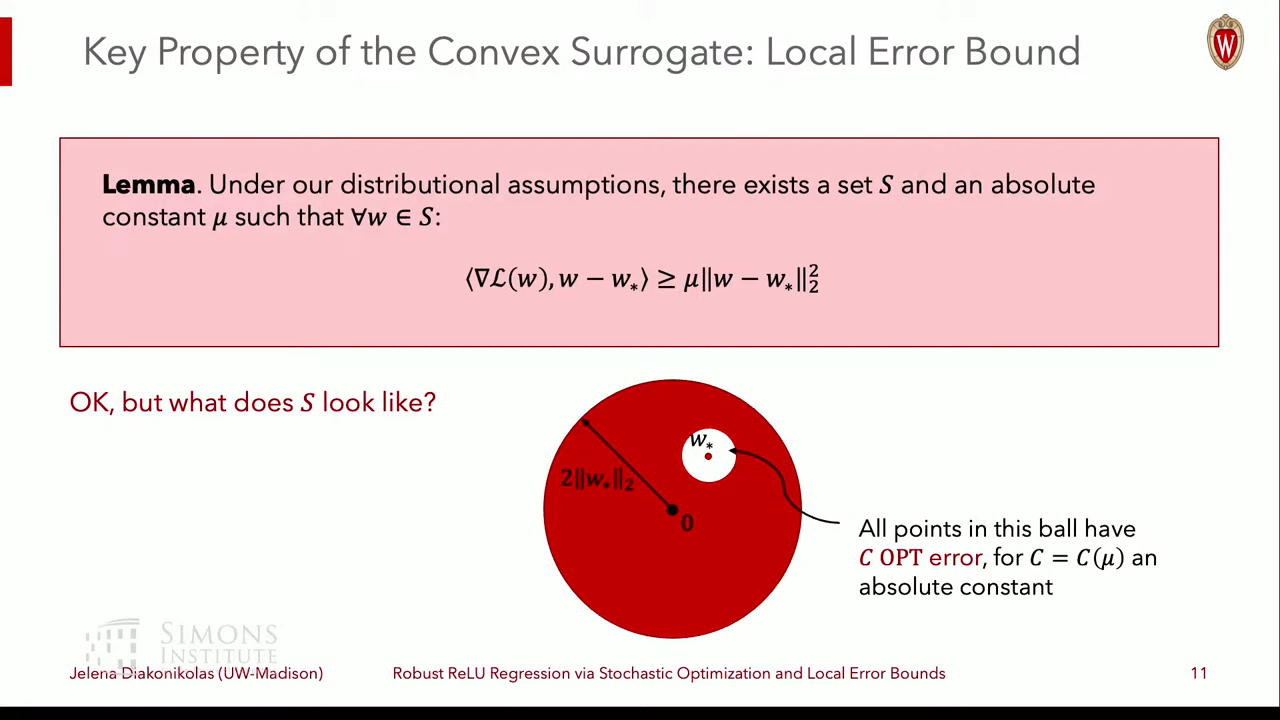 Key Property of the Convex Surrogate: Local Error Bound
W
Lemma. Under our distributional assumptions, there exists a set S and an absolute
constant μ such that ∀w ∈ S:
⟨∇ℒ(w), w − w∗⟩ ≥ μ‖w − w∗‖₂²
OK, but what does S look like?
w∗
2‖w∗‖₂
0
All points in this ball have
C OPT error, for C = C(μ) an
absolute constant
SIMONS
INSTITUTE
Jelena Diakonikolas (UW-Madison)
Robust ReLU Regression via Stochastic Optimization and Local Error Bounds
11